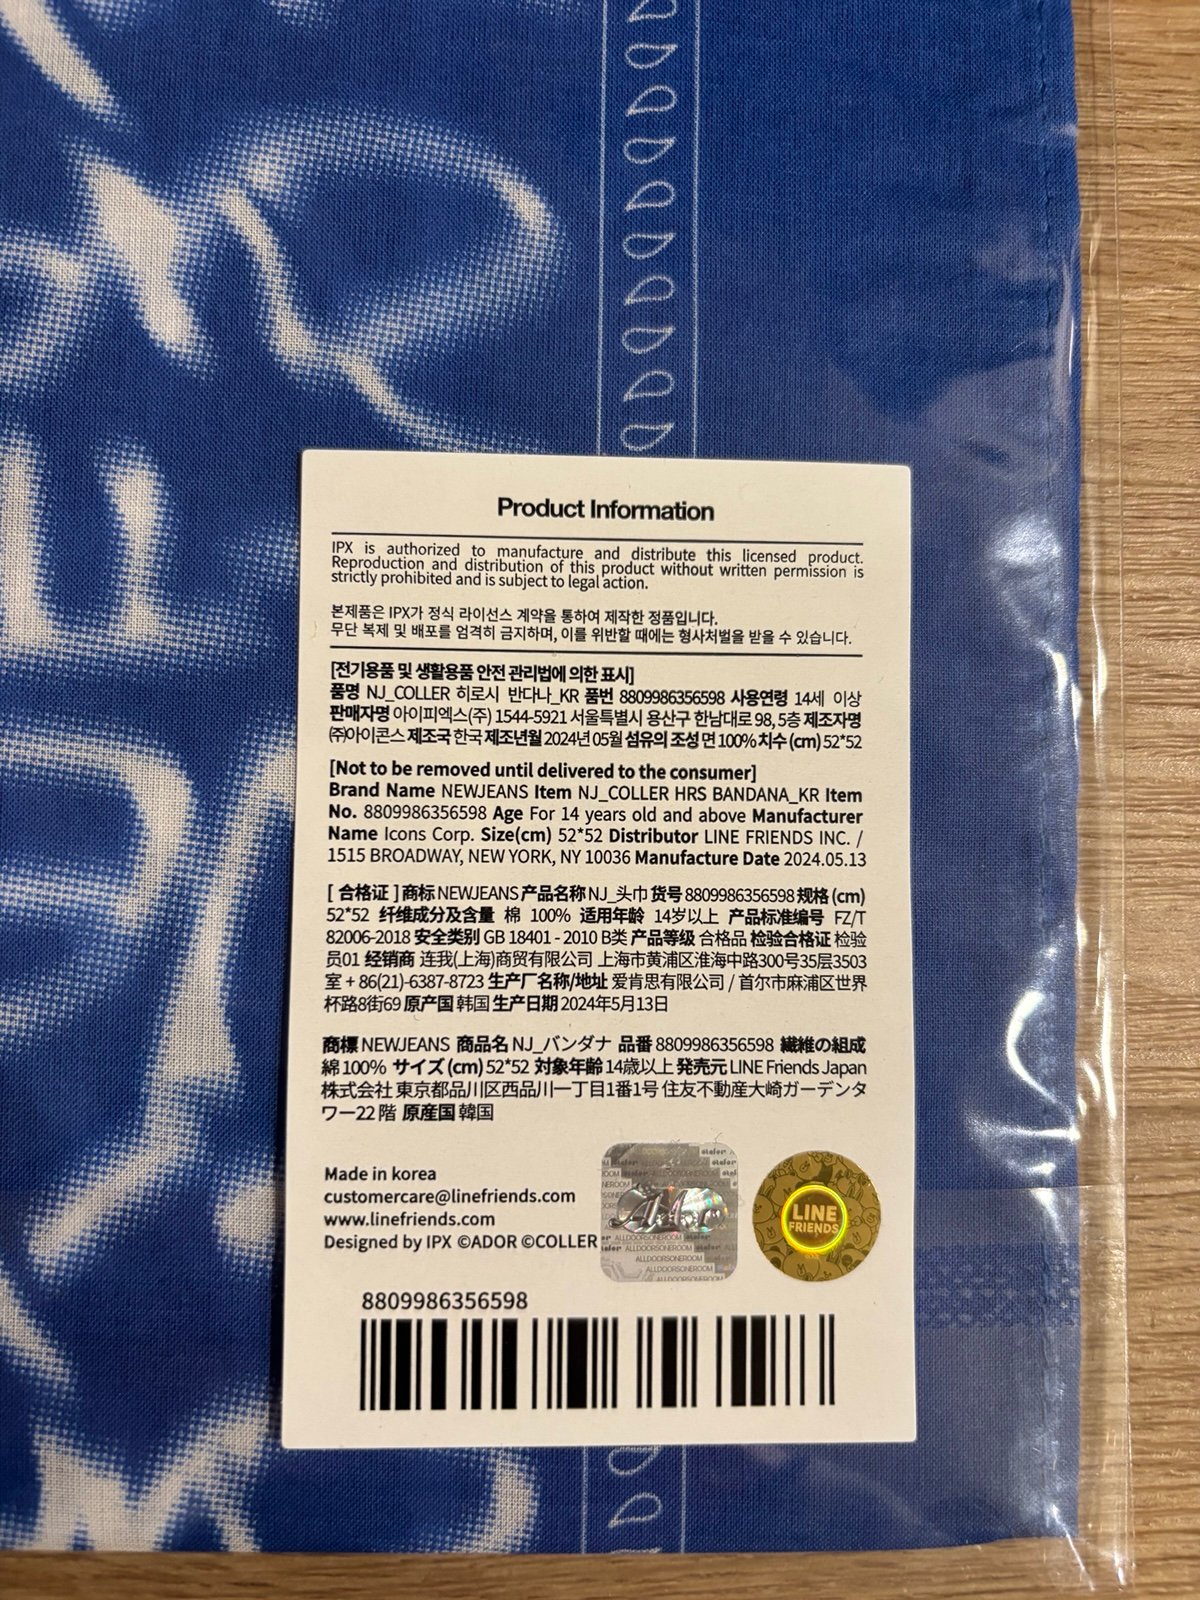 Product Information
IPX is authorized to manufacture and distribute this licensed product.
Reproduction and distribution of this product without written permission is
strictly prohibited and is subject to legal action.
본제품은 IPX가 정식 라이선스 계약을 통하여 제작한 정품입니다.
무단 복제 및 배포를 엄격히 금지하며, 이를 위반할 때에는 형사처벌을 받을 수 있습니다.
[전기용품 및 생활용품 안전 관리법에 의한 표시]
품명 NJ_COLLER 히로시 반다나_KR 품번 8809986356598 사용연령 14세 이상
판매자명 아이피엑스(주) 1544-5921 서울특별시 용산구 한남대로 98, 5층 제조자명
㈜아이콘스 제조국 한국 제조년월 2024년 05월 섬유의 조성 면 100% 치수 (cm) 52*52
[Not to be removed until delivered to the consumer]
Brand Name NEWJEANS Item NJ_COLLER HRS BANDANA_KR Item
No. 8809986356598 Age For 14 years old and above Manufacturer
Name Icons Corp. Size(cm) 52*52 Distributor LINE FRIENDS INC. /
1515 BROADWAY, NEW YORK, NY 10036 Manufacture Date 2024.05.13
[ 合格证 ] 商标 NEWJEANS 产品名称 NJ_头巾 货号 8809986356598 规格 (cm)
52*52 纤维成分及含量 棉 100% 适用年龄 14岁以上 产品标准编号 FZ/T
82006-2018 安全类别 GB 18401 - 2010 B类 产品等级 合格品 检验合格证 检验
员01 经销商 连我(上海)商贸有限公司 上海市黄浦区淮海中路300号35层3503
室 + 86(21)-6387-8723 生产厂名称/地址 爱肯思有限公司 / 首尔市麻浦区世界
杯路8街69 原产国 韩国 生产日期 2024年5月13日
商標 NEWJEANS 商品名 NJ_バンダナ 品番 8809986356598 繊維の組成
綿 100% サイズ (cm) 52*52 対象年齢 14歳以上 発売元 LINE Friends Japan
株式会社 東京都品川区西品川一丁目1番1号 住友不動産大崎ガーデンタ
ワー22 階 原産国 韓国
Made in korea
customercare@linefriends.com
www.linefriends.com
Designed by IPX ©ADOR ©COLLER
ALLDOORSONEROOM
LINE
FRIENDS
8809986356598